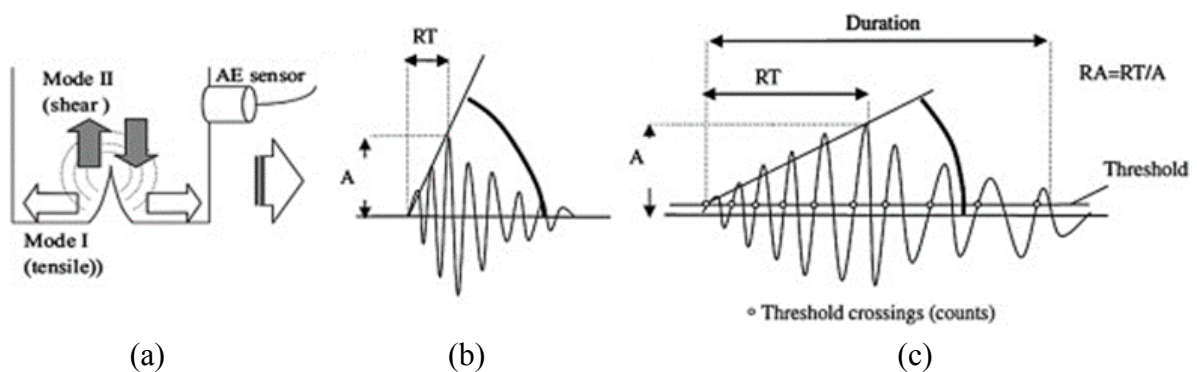 Mode II
(shear )
AE sensor
Mode I
(tensile))
(a)
RT
A
(b)
Duration
RT
RA=RT/A
A
Threshold
Threshold crossings (counts)
(c)